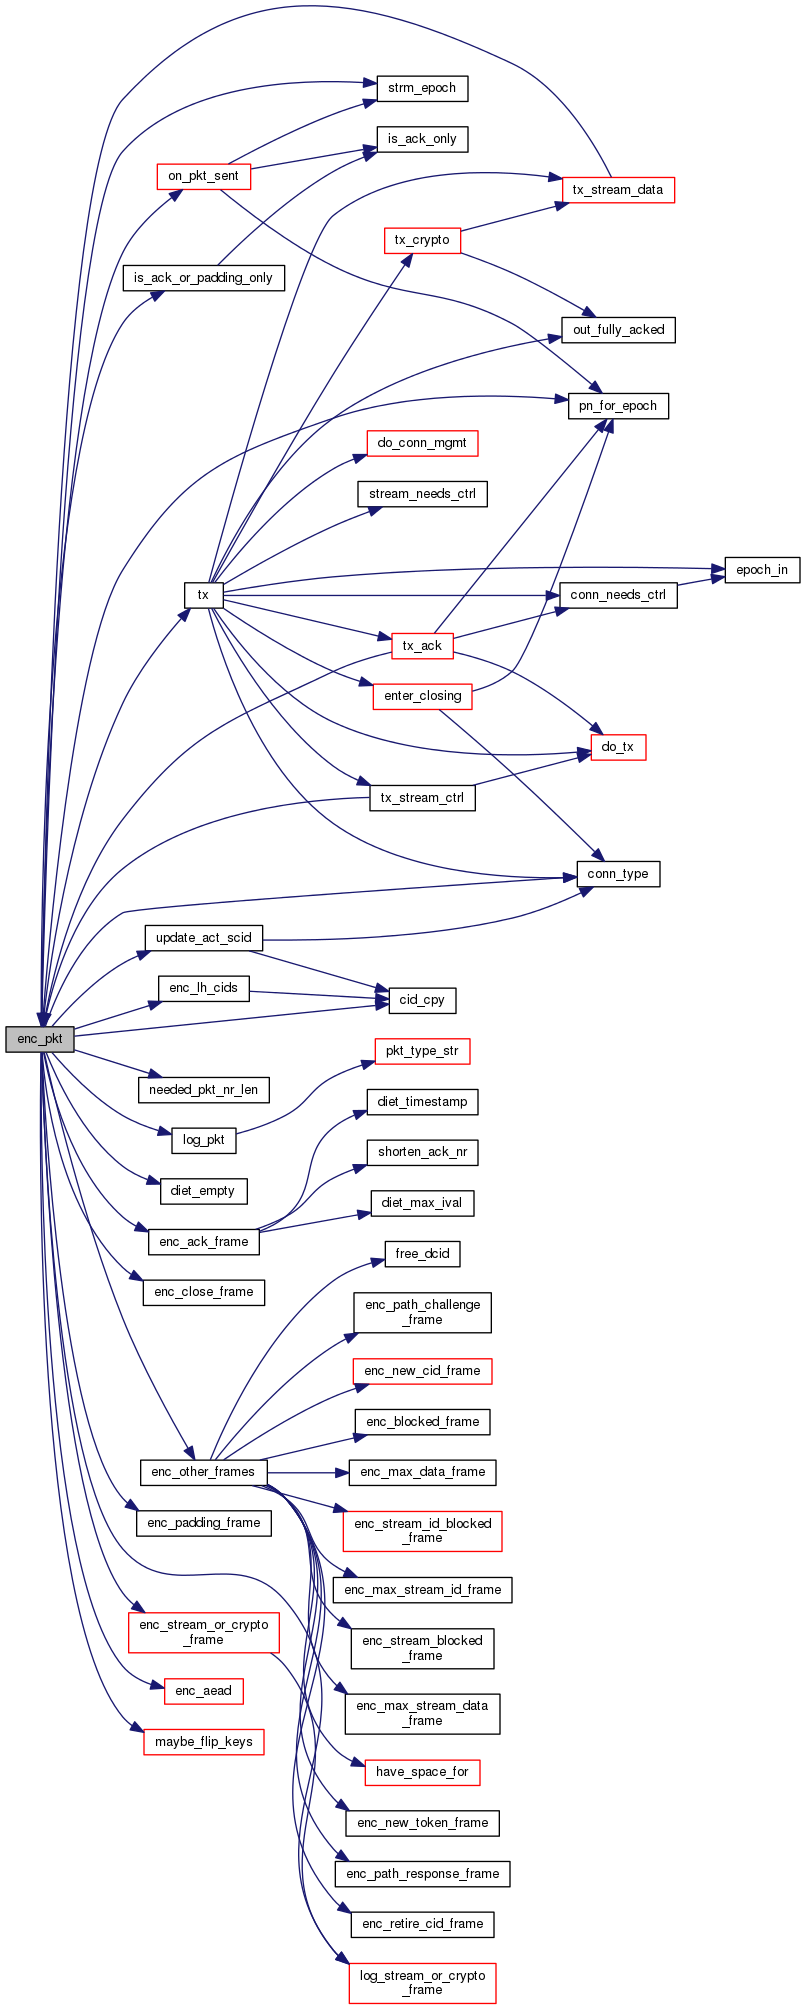 strm_epoch
is_ack_only
on_pkt_sent
tx_stream_data
tx_crypto
is_ack_or_padding_only
out_fully_acked
pn_for_epoch
do_conn_mgmt
stream_needs_ctrl
epoch_in
tx
conn_needs_ctrl
tx_ack
enter_closing
do_tx
tx_stream_ctrl
conn_type
update_act_scid
enc_lh_cids
cid_cpy
enc_pkt
pkt_type_str
needed_pkt_nr_len
diet_timestamp
log_pkt
shorten_ack_nr
diet_empty
diet_max_ival
enc_ack_frame
free_dcid
enc_close_frame
enc_path_challenge
_frame
enc_new_cid_frame
enc_blocked_frame
enc_other_frames
enc_max_data_frame
enc_padding_frame
enc_stream_id_blocked
_frame
enc_max_stream_id_frame
enc_stream_or_crypto
_frame
enc_stream_blocked
_frame
enc_aead
enc_max_stream_data
_frame
maybe_flip_keys
have_space_for
enc_new_token_frame
enc_path_response_frame
enc_retire_cid_frame
log_stream_or_crypto
_frame